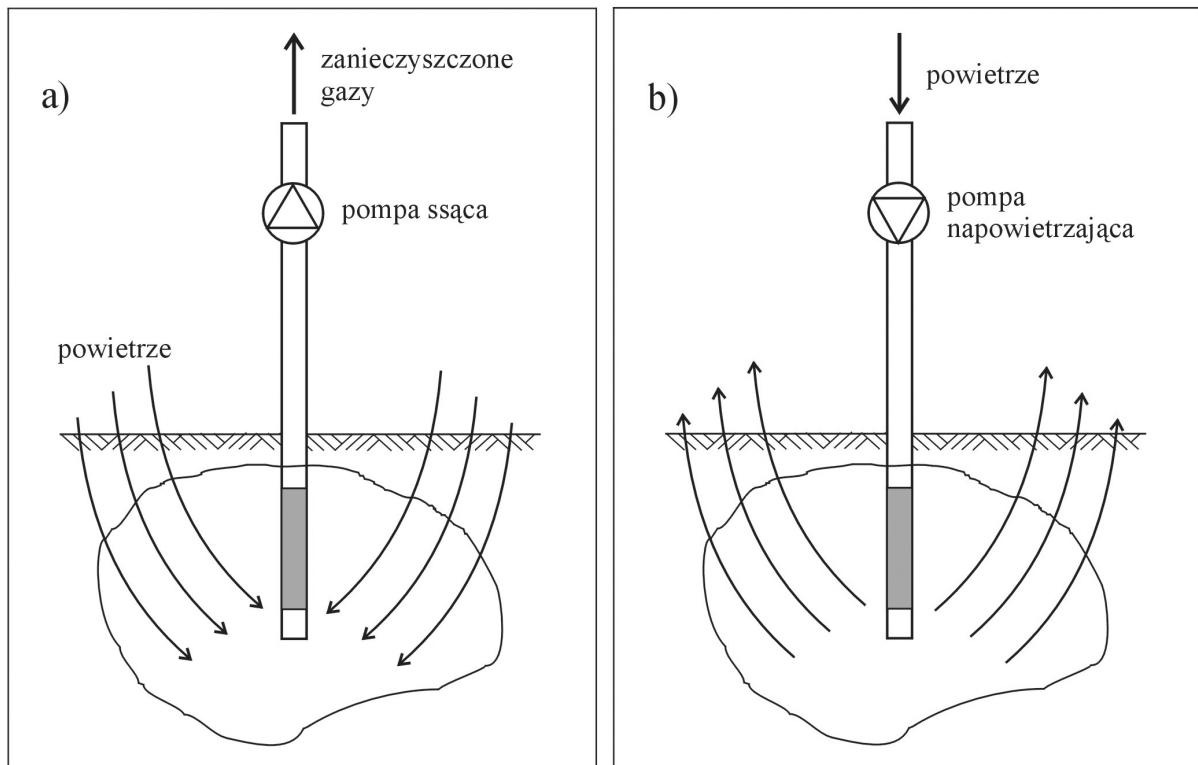 a)
zanieczyszczone
gazy
pompa ssąca
powietrze
b)
powietrze
pompa
napowietrzająca